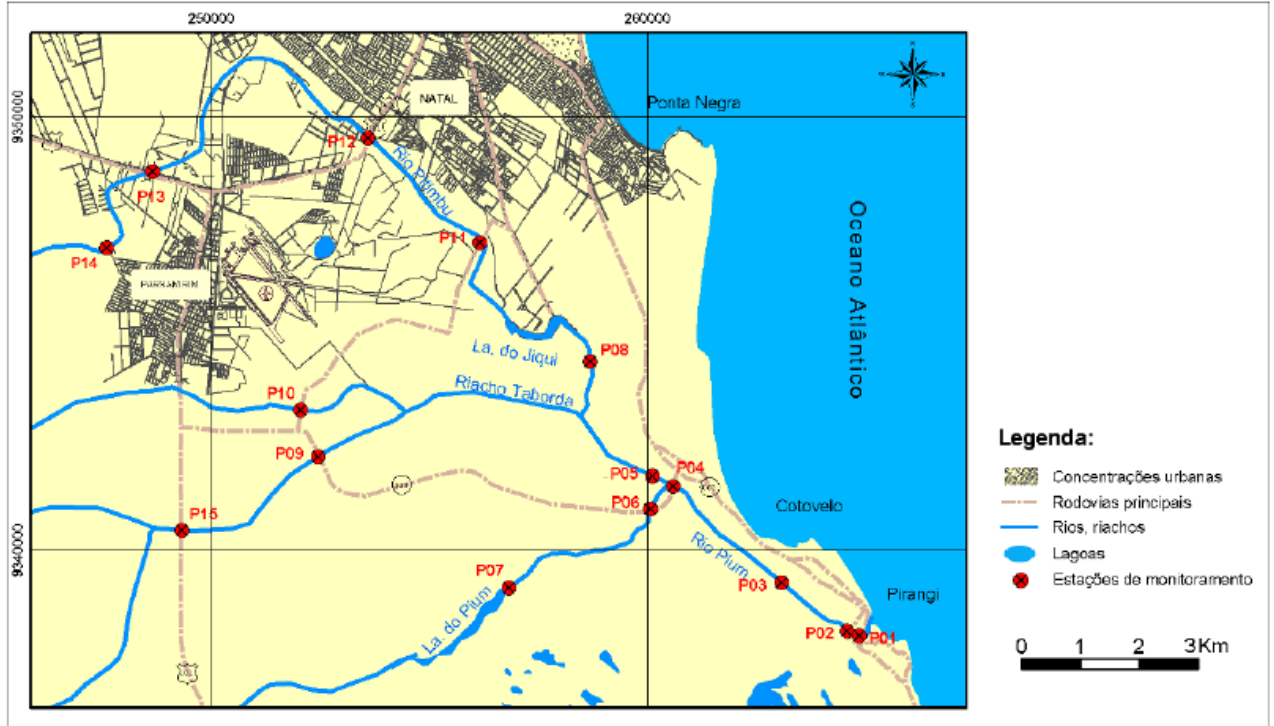 250000
260000
9350000
9340000
NATAL
Ponta Negra
P12
Rio Pitimbu
P13
P11
P14
PARNAMIRIM
Oceano Atlântico
La. do Jiqui
P08
Riacho Taborda
P10
P09
P05
P04
P06
Cotovelo
P15
Rio Pium
P07
P03
La. do Pium
Pirangi
P02
P01
Legenda:
Concentrações urbanas
Rodovias principais
Rios, riachos
Lagoas
Estações de monitoramento
0 1 2 3Km